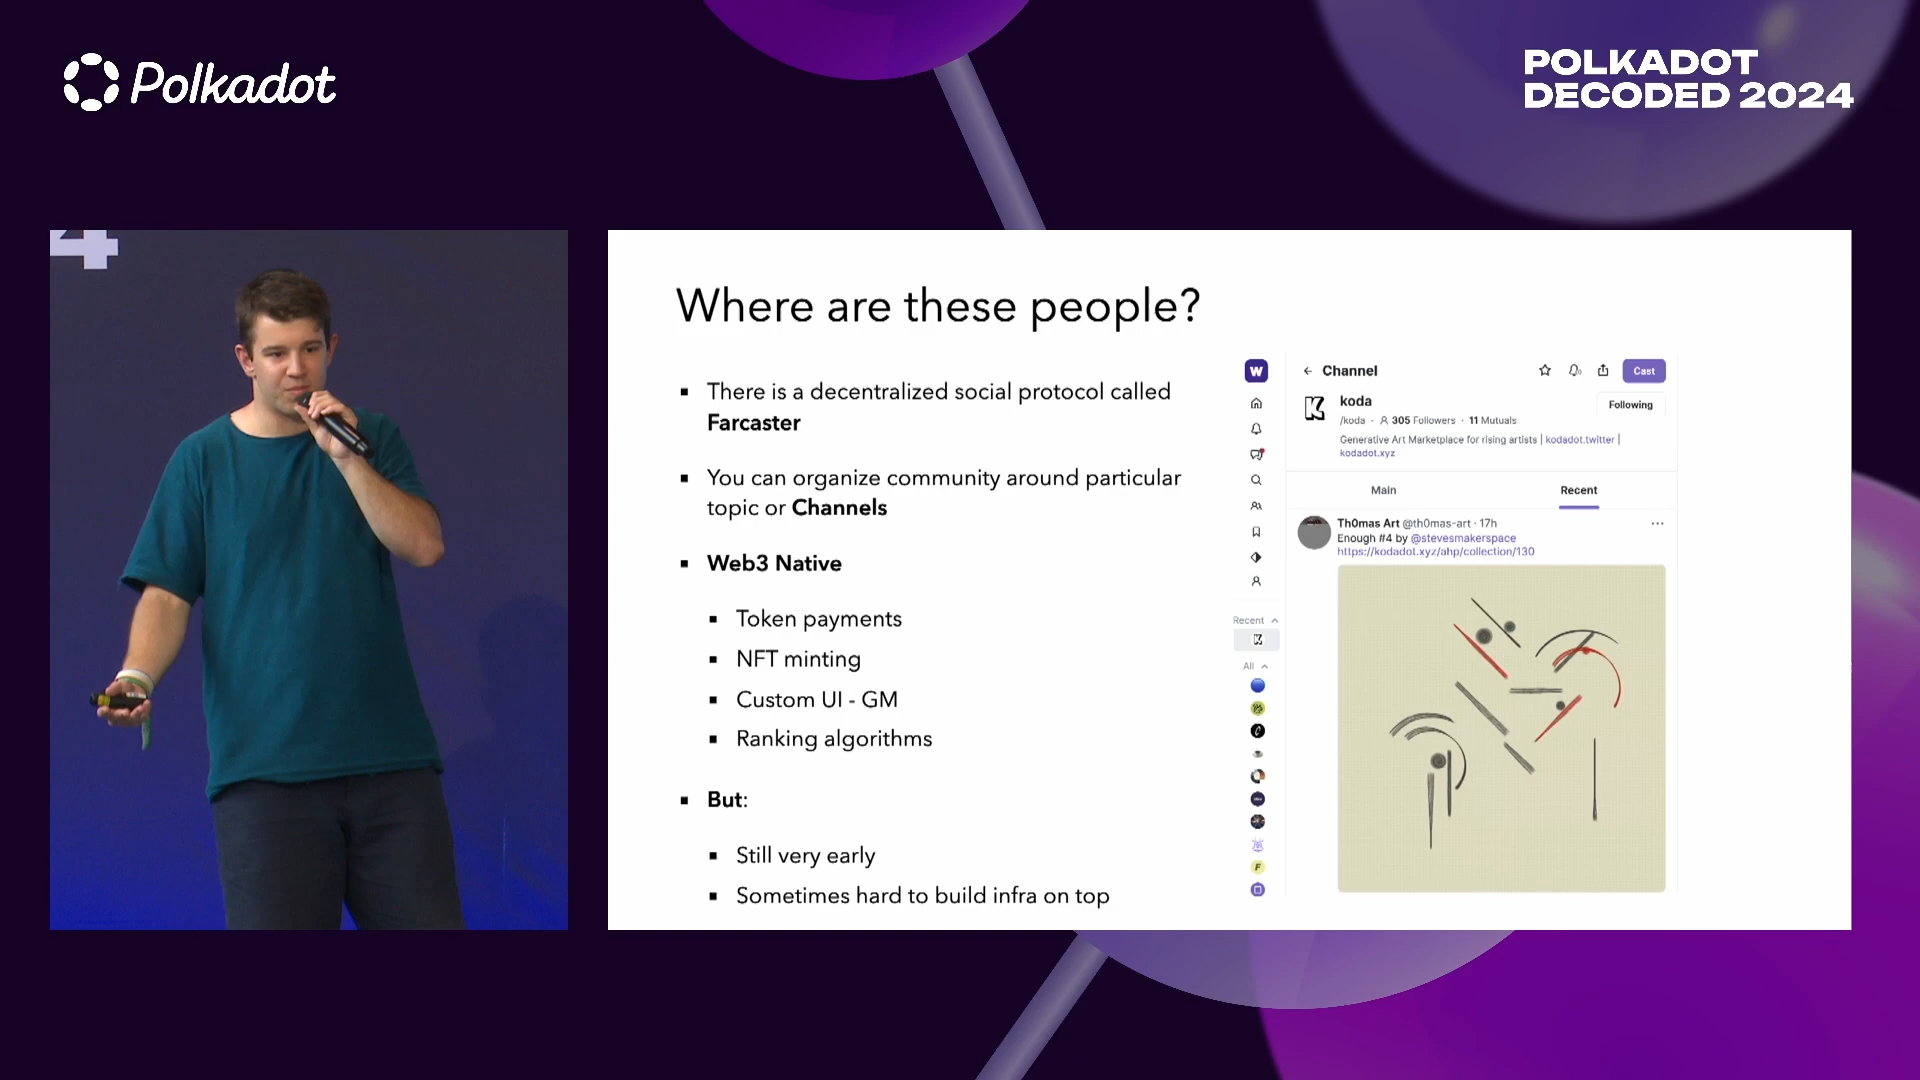 Polkadot
POLKADOT
DECODED 2024
4
Where are these people?
▪ There is a decentralized social protocol called
Farcaster
▪ You can organize community around particular
topic or Channels
▪ Web3 Native
▪ Token payments
▪ NFT minting
▪ Custom UI - GM
▪ Ranking algorithms
▪ But:
▪ Still very early
▪ Sometimes hard to build infra on top
W
Recent
All
F
← Channel
Cast
koda
Following
/koda · 305 Followers · 11 Mutuals
Generative Art Marketplace for rising artists | kodadot.twitter |
kodadot.xyz
Main
Recent
Th0mas Art @th0mas-art · 17h
Enough #4 by @stevesmakerspace
https://kodadot.xyz/ahp/collection/130